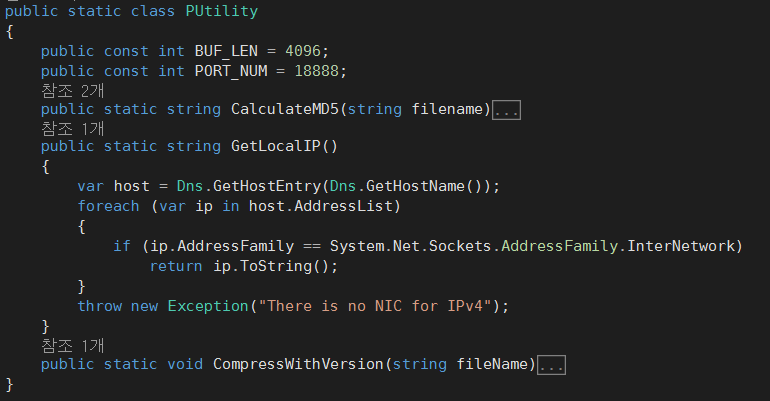 public static class PUtility
{
public const int BUF_LEN = 4096;
public const int PORT_NUM = 18888;
참조 2개
public static string CalculateMD5(string filename)...
참조 1개
public static string GetLocalIP()
{
var host = Dns.GetHostEntry(Dns.GetHostName());
foreach (var ip in host.AddressList)
{
if (ip.AddressFamily == System.Net.Sockets.AddressFamily.InterNetwork)
return ip.ToString();
}
throw new Exception("There is no NIC for IPv4");
}
참조 1개
public static void CompressWithVersion(string fileName)...
}